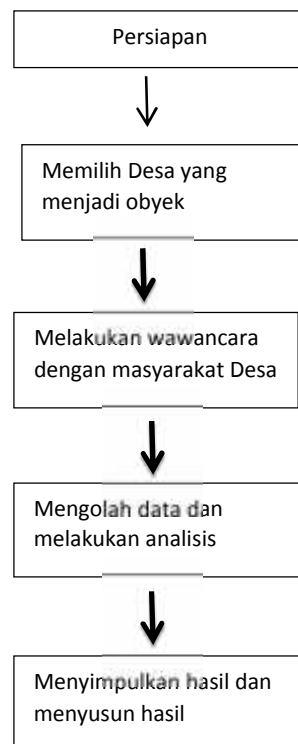 Persiapan
Memilih Desa yang
menjadi obyek
Melakukan wawancara
dengan masyarakat Desa
Mengolah data dan
melakukan analisis
Menyimpulkan hasil dan
menyusun hasil